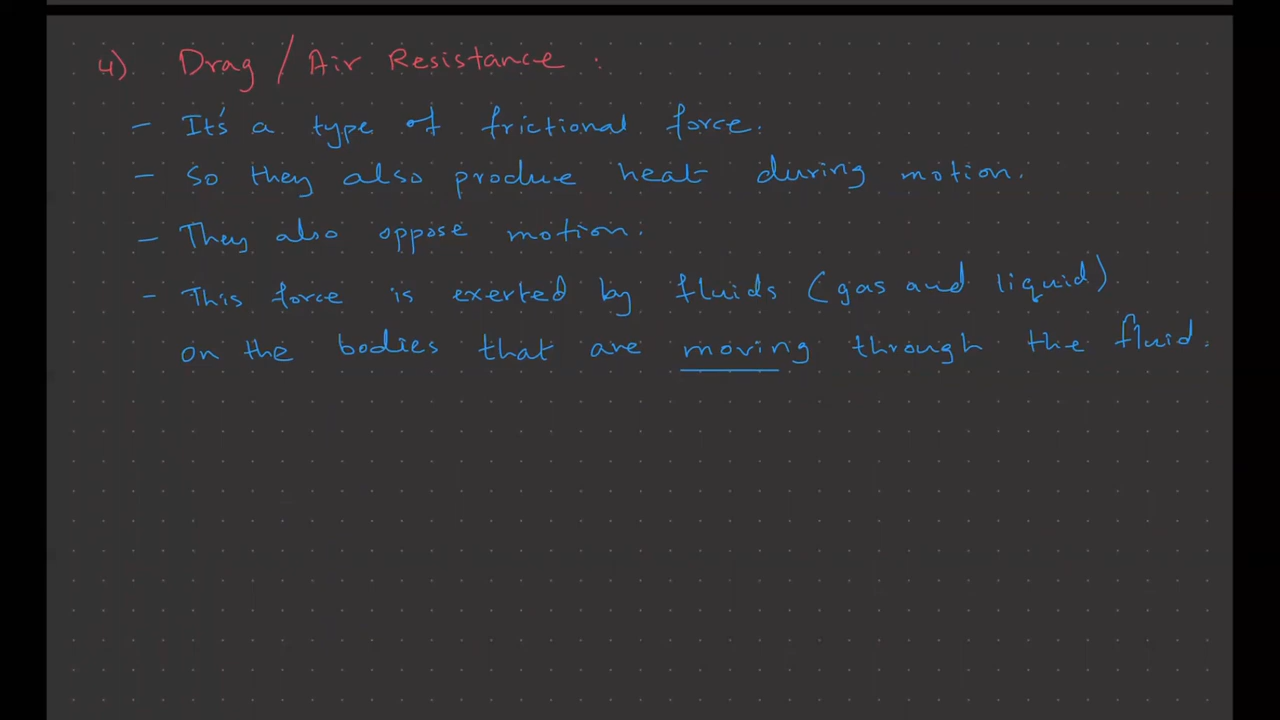 4) Drag / Air Resistance :
- It's a type of frictional force.
- So they also produce heat during motion.
- They also oppose motion.
- This force is exerted by fluids (gas and liquid)
on the bodies that are moving through the fluid.